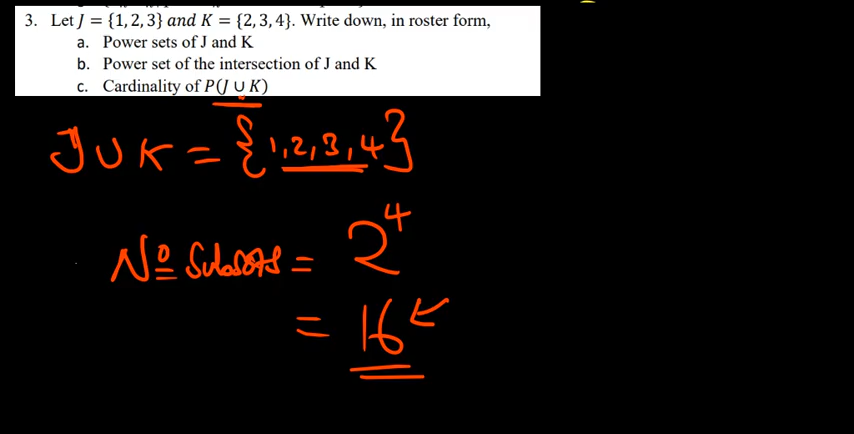 3. Let J = {1, 2, 3} and K = {2, 3, 4}. Write down, in roster form,
a. Power sets of J and K
b. Power set of the intersection of J and K
c. Cardinality of P(J ∪ K)
J ∪ K = {1,2,3,4}
Nº Subsets = 2⁴
= 16